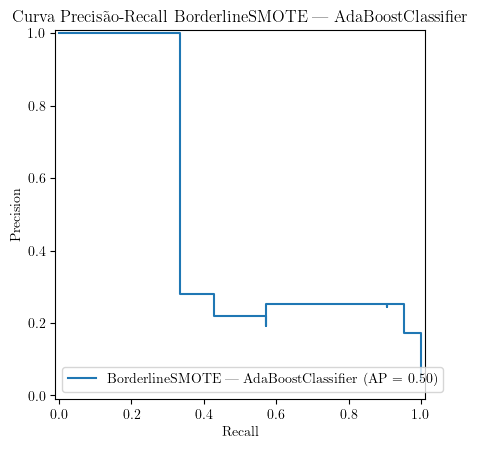 Curva Precisão-Recall BorderlineSMOTE — AdaBoostClassifier
1.0
0.8
0.6
0.4
0.2
0.0
Precision
BorderlineSMOTE — AdaBoostClassifier (AP = 0.50)
0.0 0.2 0.4 0.6 0.8 1.0
Recall